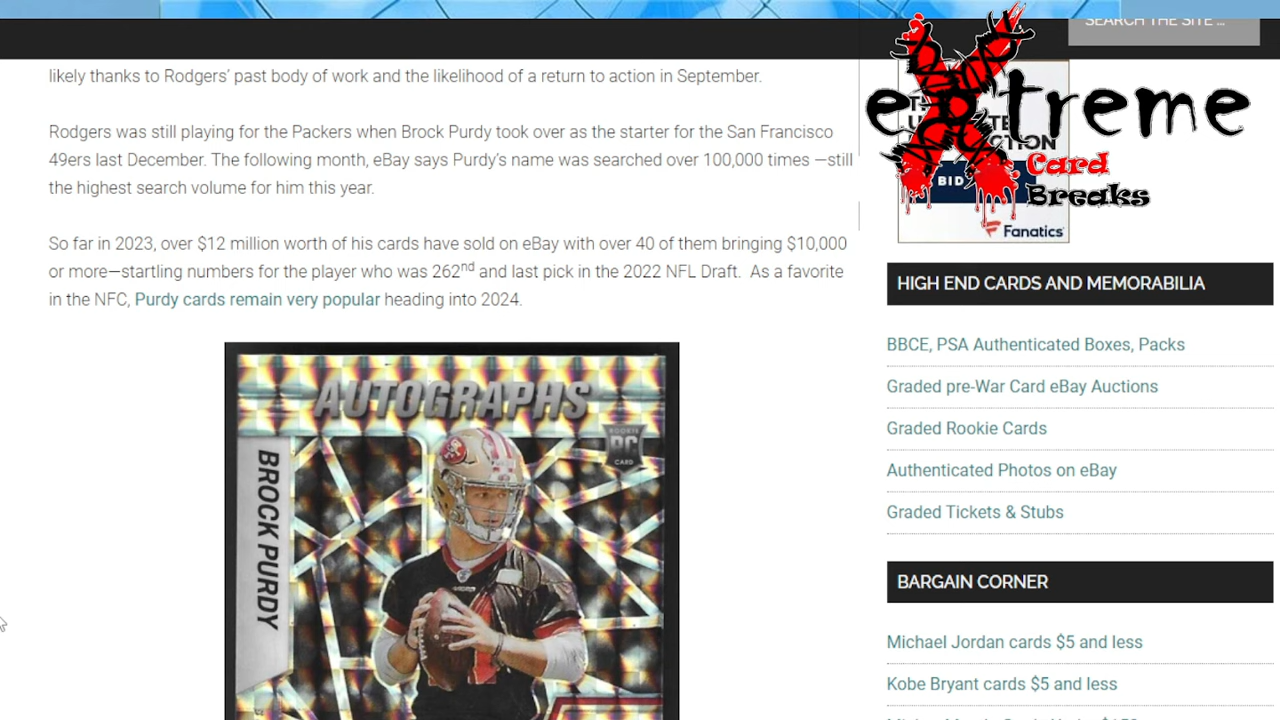 SEARCH THE SITE ...
likely thanks to Rodgers' past body of work and the likelihood of a return to action in September.
Rodgers was still playing for the Packers when Brock Purdy took over as the starter for the San Francisco
49ers last December. The following month, eBay says Purdy's name was searched over 100,000 times —still
the highest search volume for him this year.
So far in 2023, over $12 million worth of his cards have sold on eBay with over 40 of them bringing $10,000
or more—startling numbers for the player who was 262nd and last pick in the 2022 NFL Draft. As a favorite
in the NFC, Purdy cards remain very popular heading into 2024.
AUTOGRAPHS
ROOKIE
RC
CARD
BROCK PURDY
eXtreme
Card
Breaks
BID
Fanatics
HIGH END CARDS AND MEMORABILIA
BBCE, PSA Authenticated Boxes, Packs
Graded pre-War Card eBay Auctions
Graded Rookie Cards
Authenticated Photos on eBay
Graded Tickets & Stubs
BARGAIN CORNER
Michael Jordan cards $5 and less
Kobe Bryant cards $5 and less